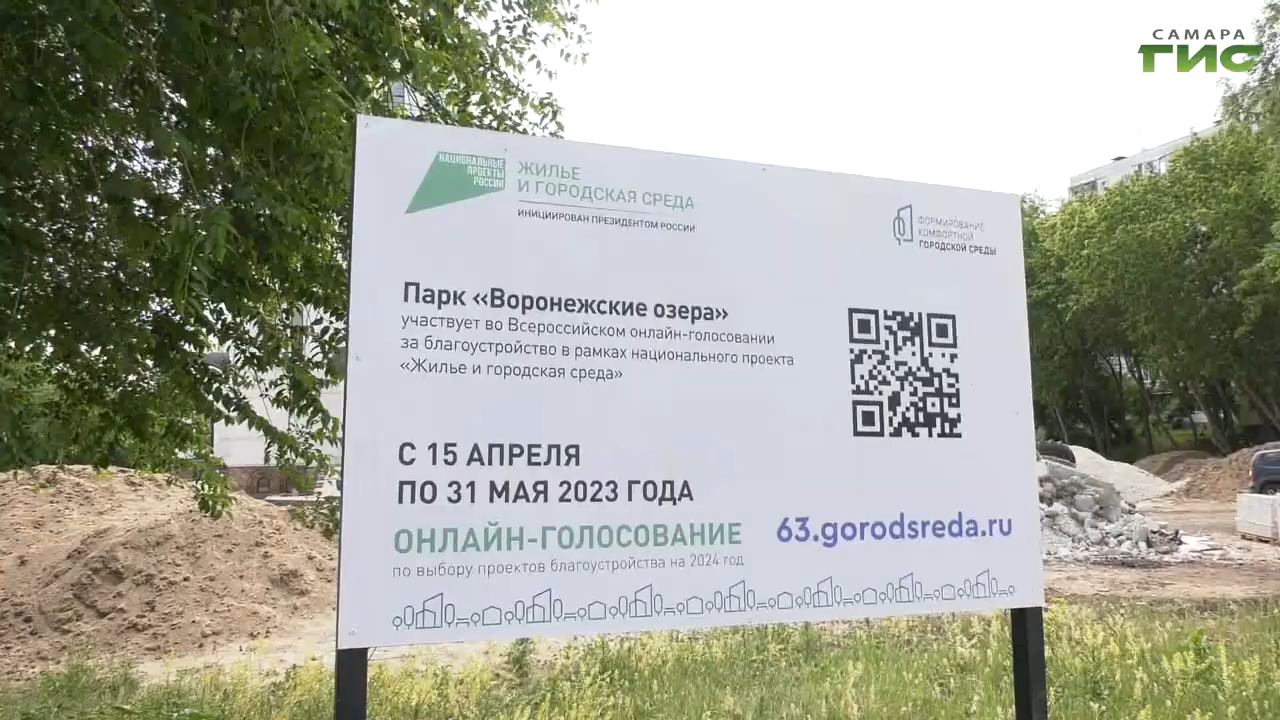 САМАРА
ГИС
НАЦИОНАЛЬНЫЕ
ПРОЕКТЫ
РОССИИ
ЖИЛЬЕ
И ГОРОДСКАЯ СРЕДА
ИНИЦИИРОВАН ПРЕЗИДЕНТОМ РОССИИ
ФОРМИРОВАНИЕ
КОМФОРТНОЙ
ГОРОДСКОЙ СРЕДЫ
Парк «Воронежские озера»
участвует во Всероссийском онлайн-голосовании
за благоустройство в рамках национального проекта
«Жилье и городская среда»
С 15 АПРЕЛЯ
ПО 31 МАЯ 2023 ГОДА
ОНЛАЙН-ГОЛОСОВАНИЕ
по выбору проектов благоустройства на 2024 год
63.gorodsreda.ru